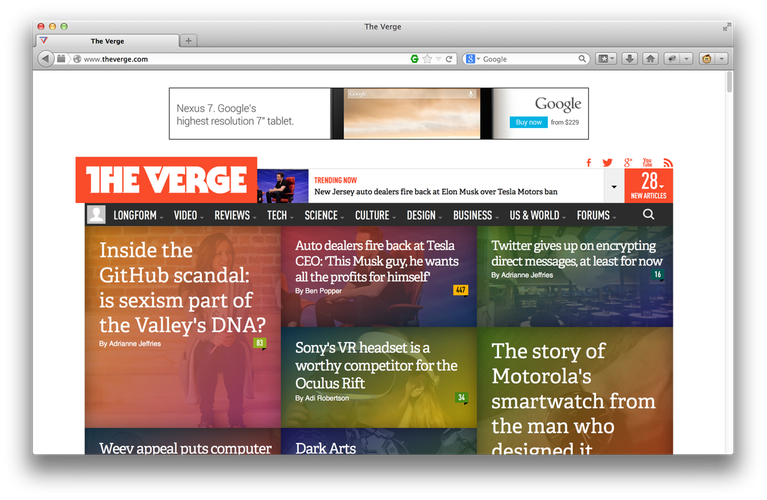 The Verge
The Verge
www.theverge.com
Google
Nexus 7. Google's
highest resolution 7" tablet.
Google
Google
Buy now from $229
You
Tube
THE VERGE
TRENDING NOW
New Jersey auto dealers fire back at Elon Musk over Tesla Motors ban
28
NEW ARTICLES
LONGFORM VIDEO REVIEWS TECH SCIENCE CULTURE DESIGN BUSINESS US & WORLD FORUMS
Inside the
GitHub scandal:
is sexism part of
the Valley's DNA?
By Adrianne Jeffries
83
Auto dealers fire back at Tesla
CEO: 'This Musk guy, he wants
all the profits for himself'
By Ben Popper
447
Twitter gives up on encrypting
direct messages, at least for now
By Adrianne Jeffries
16
Sony's VR headset is a
worthy competitor for the
Oculus Rift
By Adi Robertson
34
The story of
Motorola's
smartwatch from
the man who
designed it
Weev appeal puts computer
Dark Arts